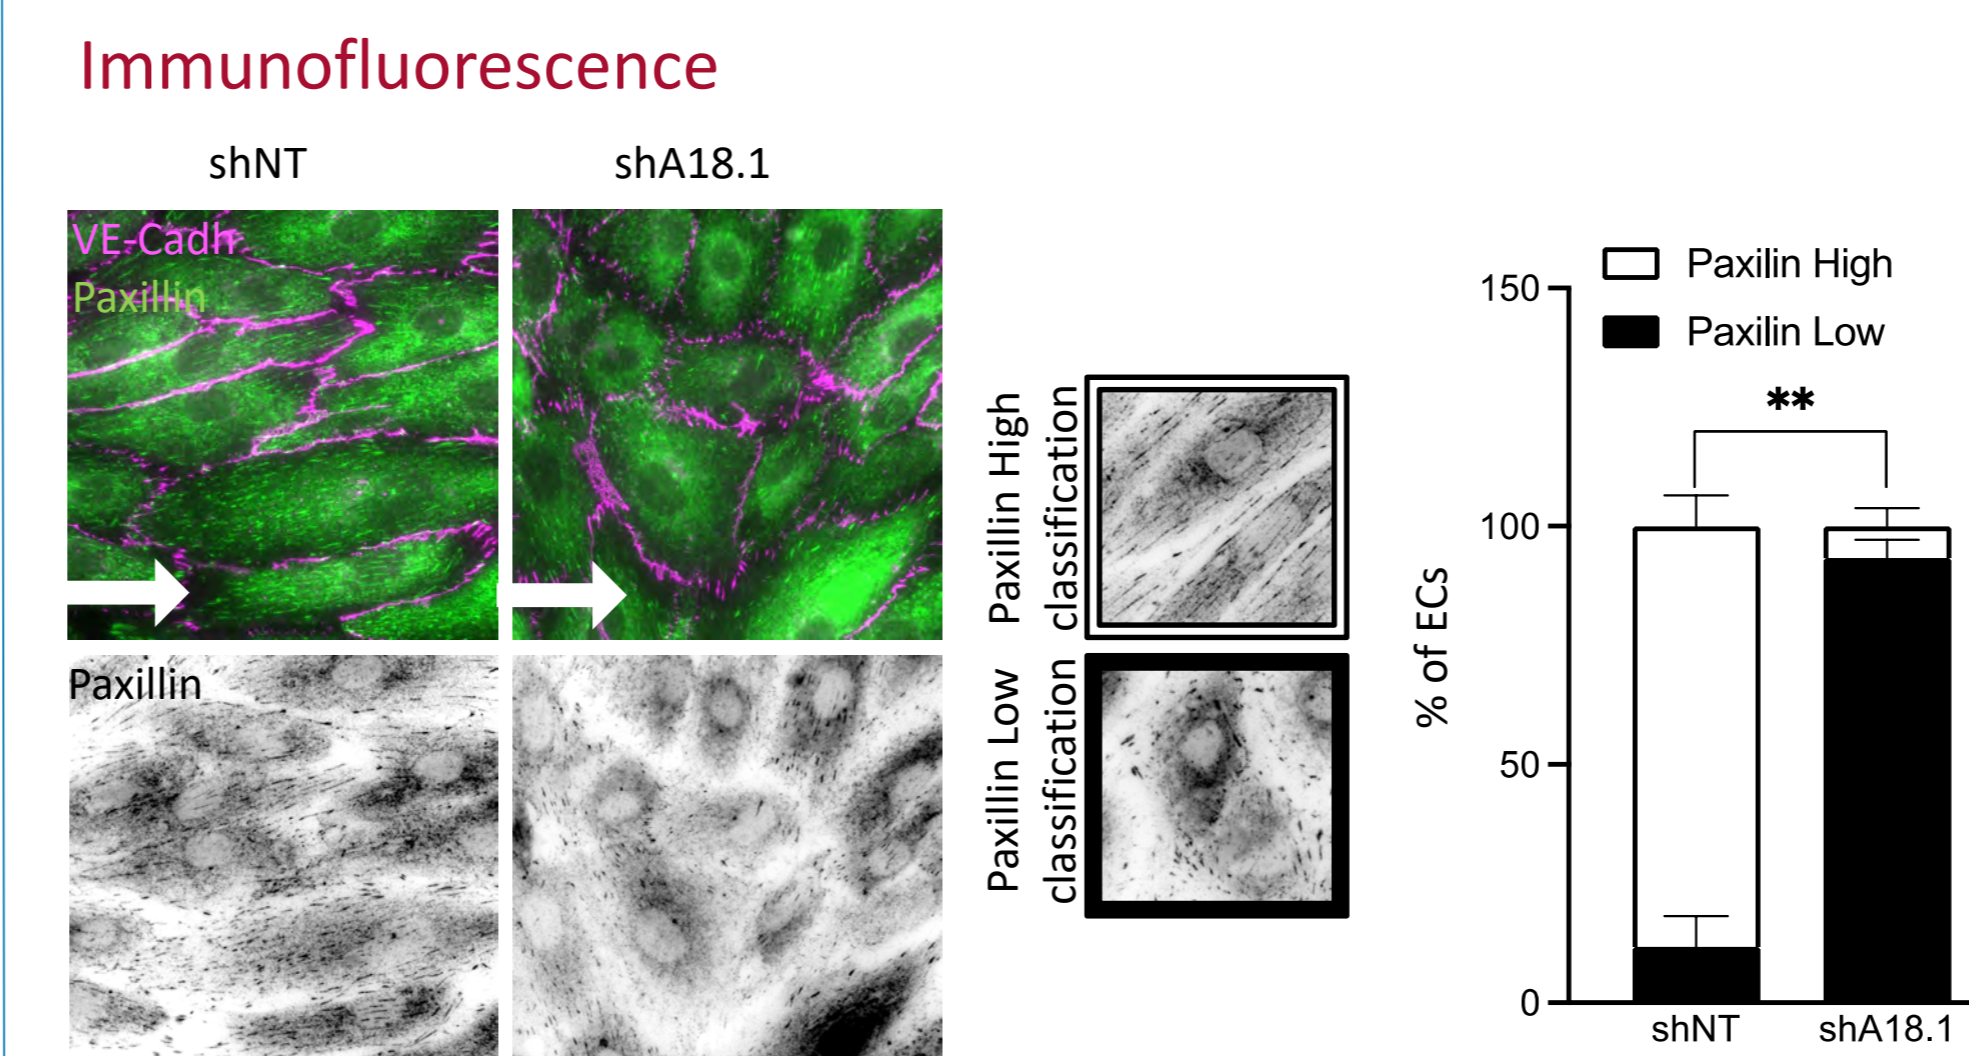 Immunofluorescence
shNT
shA18.1
VE-Cadh
Paxillin
Paxillin
Paxillin High
classification
Paxillin Low
classification
Paxilin High
Paxilin Low
**
% of ECs
150
100
50
0
shNT
shA18.1